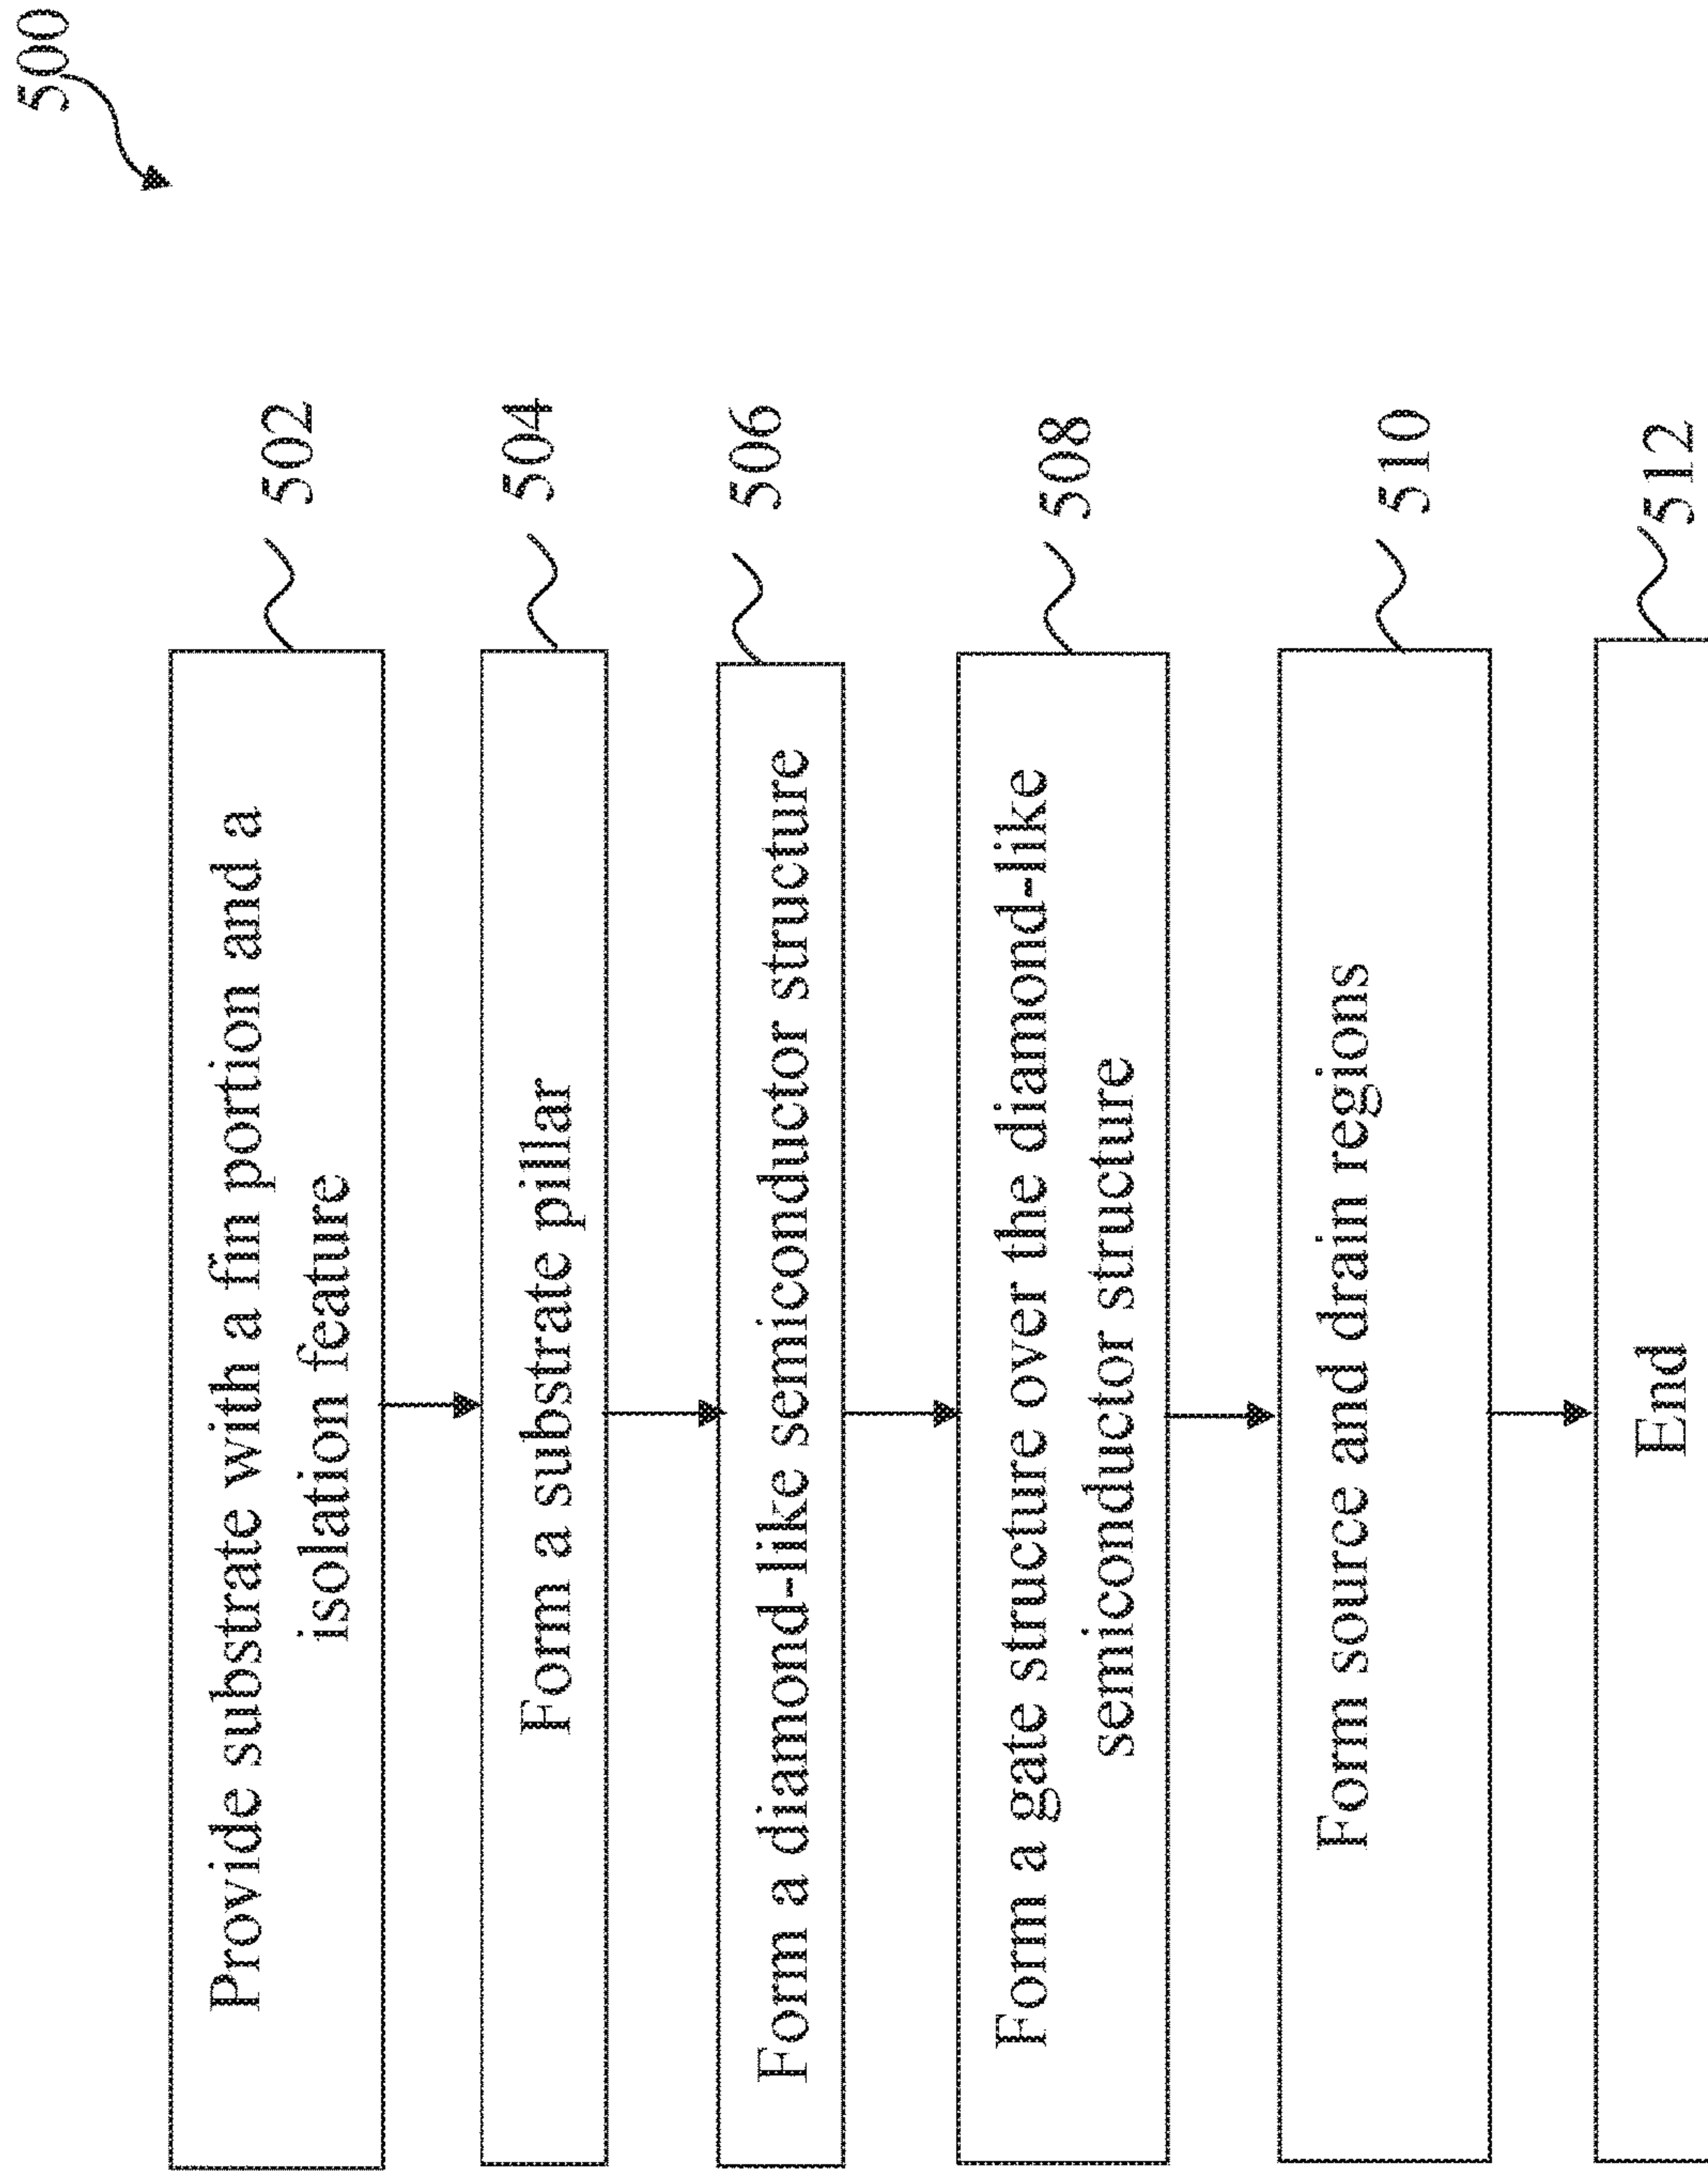 500
Provide substrate with a fin portion and a
isolation feature
502
Form a substrate pillar
504
Form a diamond-like semiconductor structure
506
Form a gate structure over the diamond-like
semiconductor structure
508
Form source and drain regions
510
End
512